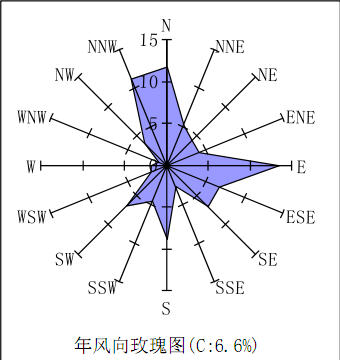 N
15
NNW
NNE
10
NW
NE
5
WNW
ENE
W
0
E
WSW
ESE
SW
SE
SSW
SSE
S
年风向玫瑰图(C:6.6%)